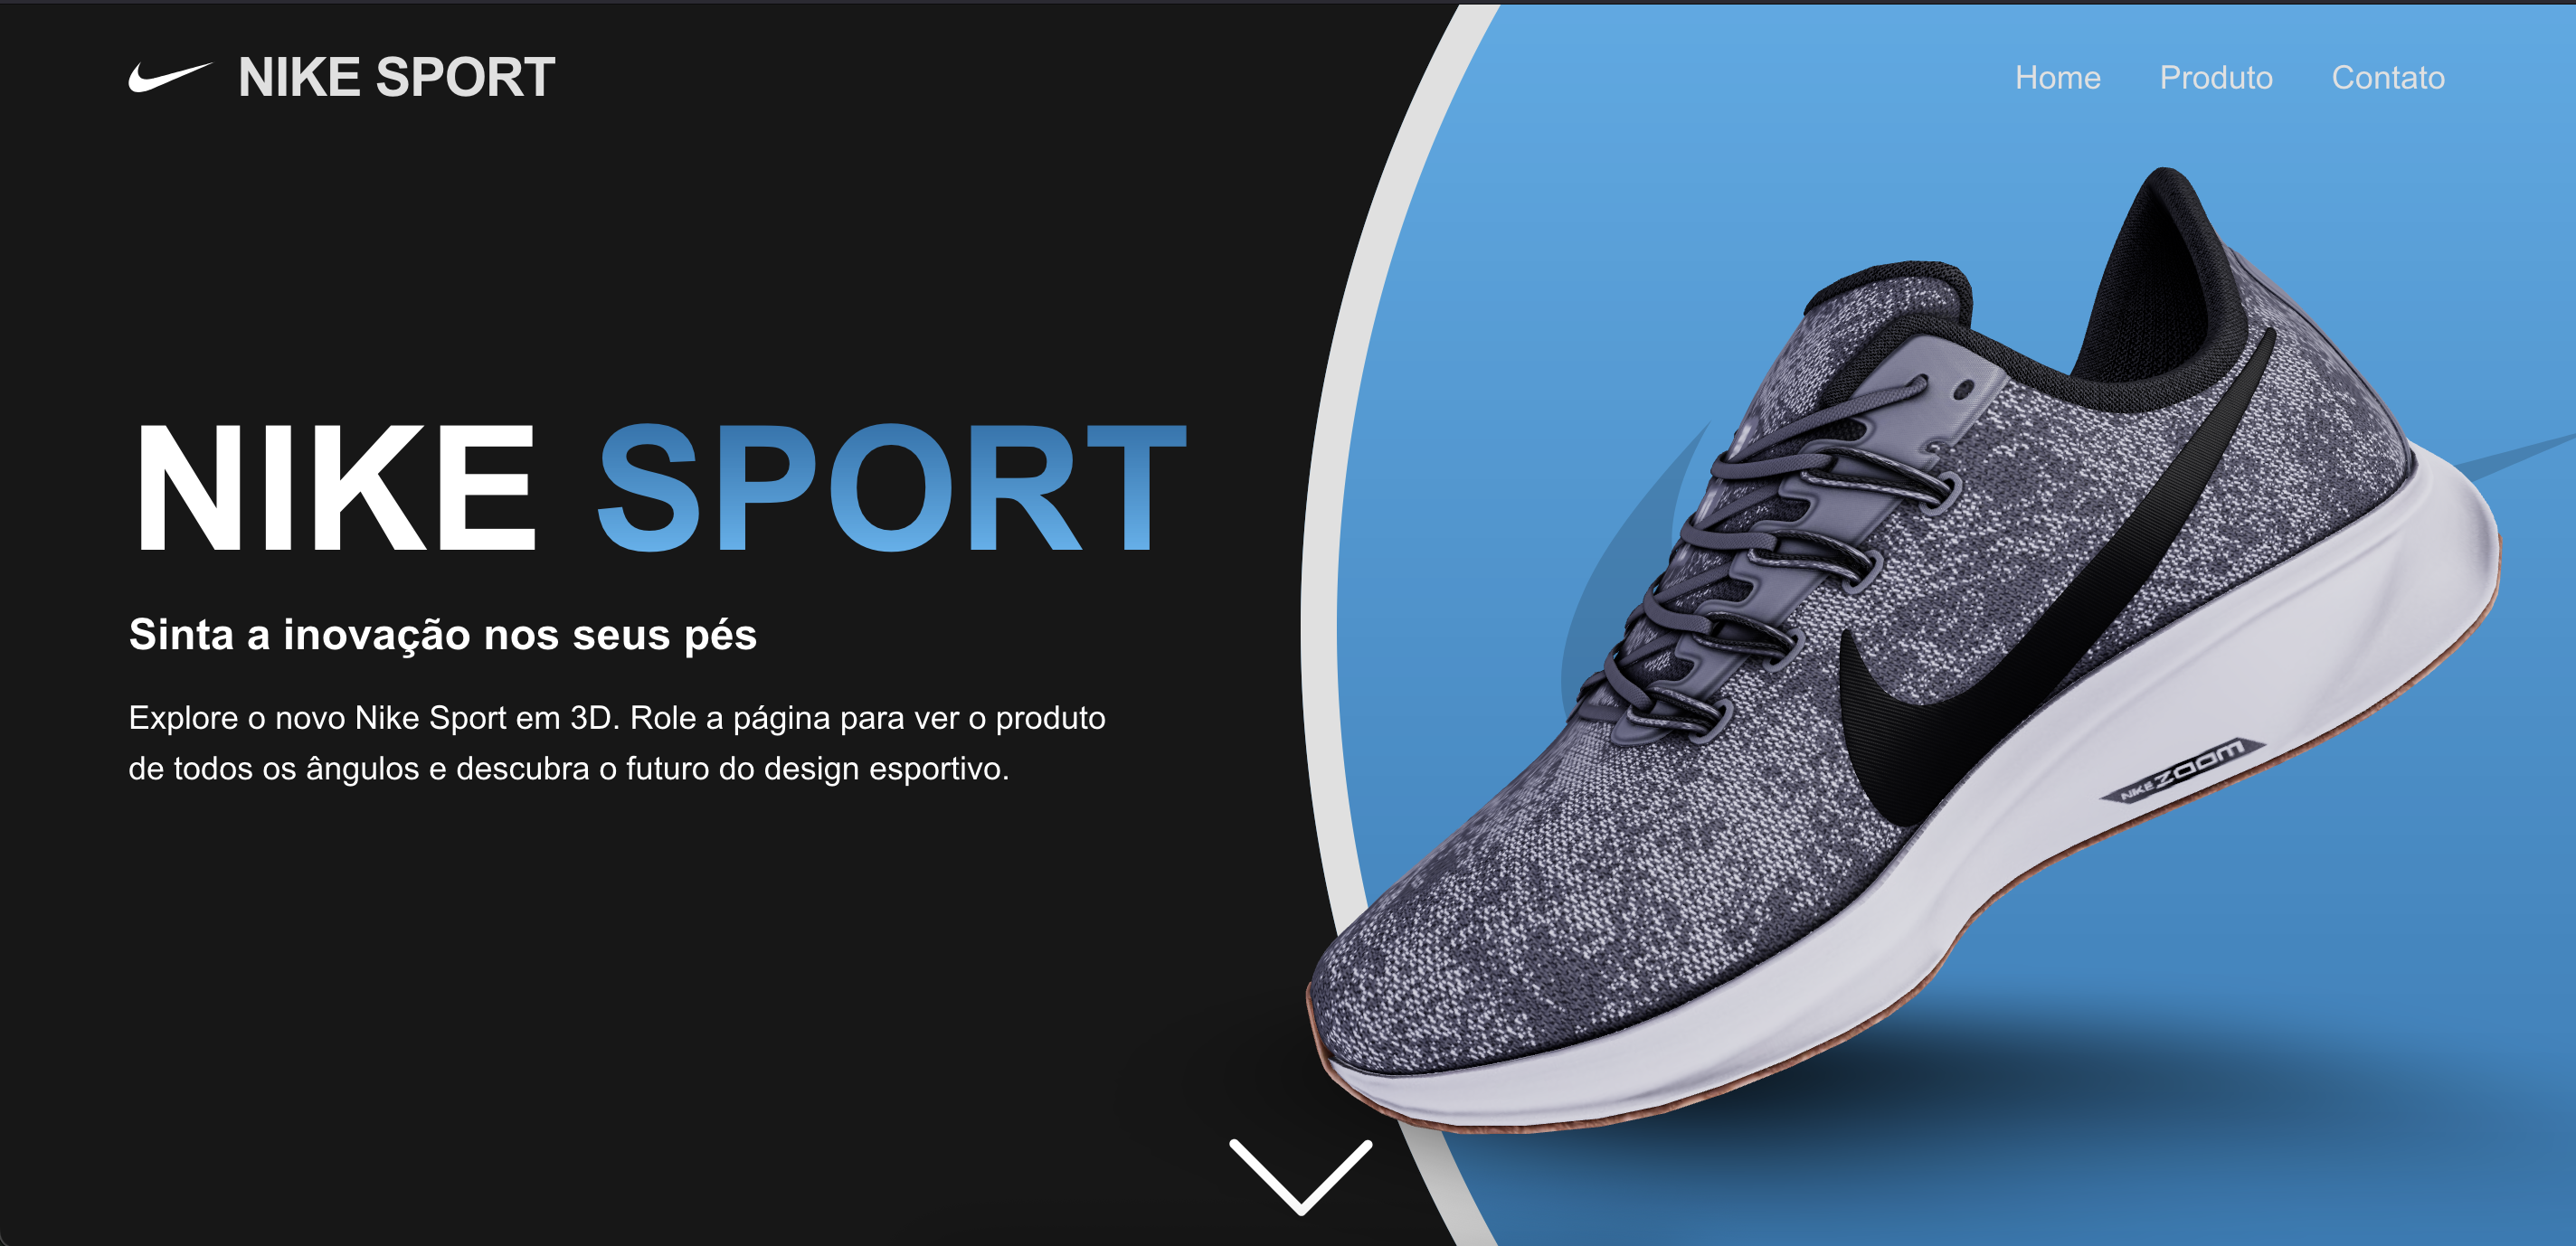 NIKE SPORT
Home Produto Contato
NIKE SPORT
Sinta a inovação nos seus pés
Explore o novo Nike Sport em 3D. Role a página para ver o produto
de todos os ângulos e descubra o futuro do design esportivo.
NIKE ZOOM